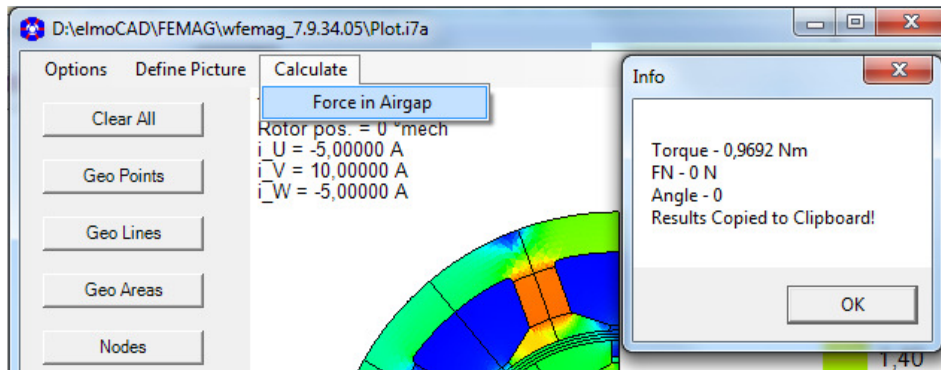 D:\elmoCAD\FEMAG\wfemag_7.9.34.05\Plot.i7a
Options Define Picture Calculate
Force in Airgap
Clear All
Geo Points
Geo Lines
Geo Areas
Nodes
Rotor pos. = 0 °mech
i_U = -5,00000 A
i_V = 10,00000 A
i_W = -5,00000 A
Info
Torque - 0,9692 Nm
FN - 0 N
Angle - 0
Results Copied to Clipboard!
OK
1,40